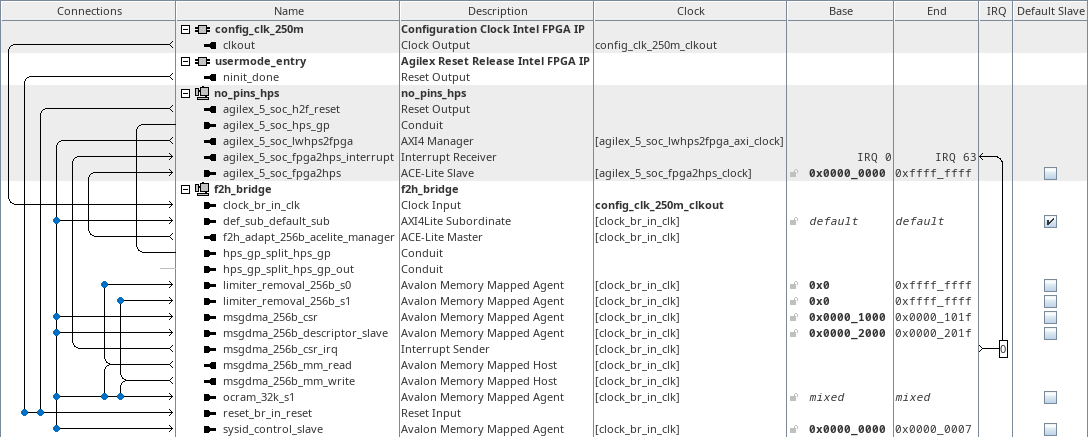 Connections Name Description Clock Base End IRQ Default Slave
config_clk_250m Configuration Clock Intel FPGA IP
clkout Clock Output config_clk_250m_clkout
usermode_entry Agilex Reset Release Intel FPGA IP
ninit_done Reset Output
no_pins_hps no_pins_hps
agilex_5_soc_h2f_reset Reset Output
agilex_5_soc_hps_gp Conduit
agilex_5_soc_lwhps2fpga AXI4 Manager [agilex_5_soc_lwhps2fpga_axi_clock]
agilex_5_soc_fpga2hps_interrupt Interrupt Receiver IRQ 0 IRQ 63
agilex_5_soc_fpga2hps ACE-Lite Slave [agilex_5_soc_fpga2hps_clock] 0x0000_0000 0xffff_ffff
f2h_bridge f2h_bridge
clock_br_in_clk Clock Input config_clk_250m_clkout
def_sub_default_sub AXI4Lite Subordinate [clock_br_in_clk] default default
f2h_adapt_256b_acelite_manager ACE-Lite Master [clock_br_in_clk]
hps_gp_split_hps_gp Conduit
hps_gp_split_hps_gp_out Conduit
limiter_removal_256b_s0 Avalon Memory Mapped Agent [clock_br_in_clk] 0x0 0xffff_ffff
limiter_removal_256b_s1 Avalon Memory Mapped Agent [clock_br_in_clk] 0x0 0xffff_ffff
msgdma_256b_csr Avalon Memory Mapped Agent [clock_br_in_clk] 0x0000_1000 0x0000_101f
msgdma_256b_descriptor_slave Avalon Memory Mapped Agent [clock_br_in_clk] 0x0000_2000 0x0000_201f
msgdma_256b_csr_irq Interrupt Sender [clock_br_in_clk] 0
msgdma_256b_mm_read Avalon Memory Mapped Host [clock_br_in_clk]
msgdma_256b_mm_write Avalon Memory Mapped Host [clock_br_in_clk]
ocram_32k_s1 Avalon Memory Mapped Agent [clock_br_in_clk] mixed mixed
reset_br_in_reset Reset Input
sysid_control_slave Avalon Memory Mapped Agent [clock_br_in_clk] 0x0000_0000 0x0000_0007